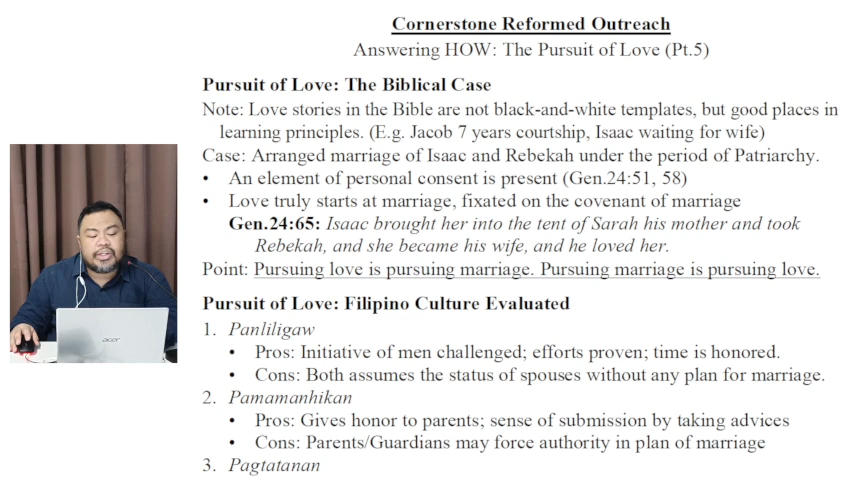 Cornerstone Reformed Outreach
Answering HOW: The Pursuit of Love (Pt.5)
Pursuit of Love: The Biblical Case
Note: Love stories in the Bible are not black-and-white templates, but good places in
learning principles. (E.g. Jacob 7 years courtship, Isaac waiting for wife)
Case: Arranged marriage of Isaac and Rebekah under the period of Patriarchy.
• An element of personal consent is present (Gen.24:51, 58)
• Love truly starts at marriage, fixated on the covenant of marriage
Gen.24:65: Isaac brought her into the tent of Sarah his mother and took
Rebekah, and she became his wife, and he loved her.
Point: Pursuing love is pursuing marriage. Pursuing marriage is pursuing love.
Pursuit of Love: Filipino Culture Evaluated
1. Panliligaw
• Pros: Initiative of men challenged; efforts proven; time is honored.
• Cons: Both assumes the status of spouses without any plan for marriage.
2. Pamamanhikan
• Pros: Gives honor to parents; sense of submission by taking advices
• Cons: Parents/Guardians may force authority in plan of marriage
3. Pagtatanan
acer